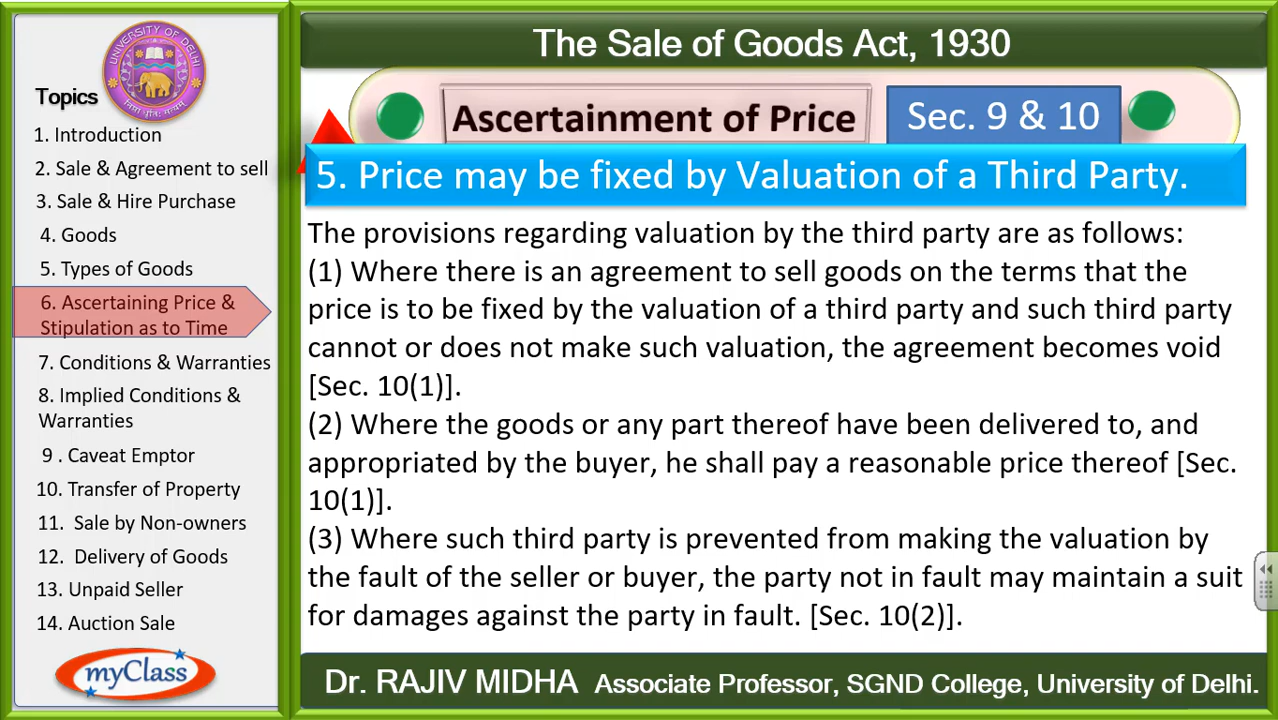 UNIVERSITY OF DELHI
Topics
1. Introduction
2. Sale & Agreement to sell
3. Sale & Hire Purchase
4. Goods
5. Types of Goods
6. Ascertaining Price &
Stipulation as to Time
7. Conditions & Warranties
8. Implied Conditions &
Warranties
9 . Caveat Emptor
10. Transfer of Property
11. Sale by Non-owners
12. Delivery of Goods
13. Unpaid Seller
14. Auction Sale
myClass
The Sale of Goods Act, 1930
Ascertainment of Price
Sec. 9 & 10
5. Price may be fixed by Valuation of a Third Party.
The provisions regarding valuation by the third party are as follows:
(1) Where there is an agreement to sell goods on the terms that the
price is to be fixed by the valuation of a third party and such third party
cannot or does not make such valuation, the agreement becomes void
[Sec. 10(1)].
(2) Where the goods or any part thereof have been delivered to, and
appropriated by the buyer, he shall pay a reasonable price thereof [Sec.
10(1)].
(3) Where such third party is prevented from making the valuation by
the fault of the seller or buyer, the party not in fault may maintain a suit
for damages against the party in fault. [Sec. 10(2)].
Dr. RAJIV MIDHA Associate Professor, SGND College, University of Delhi.